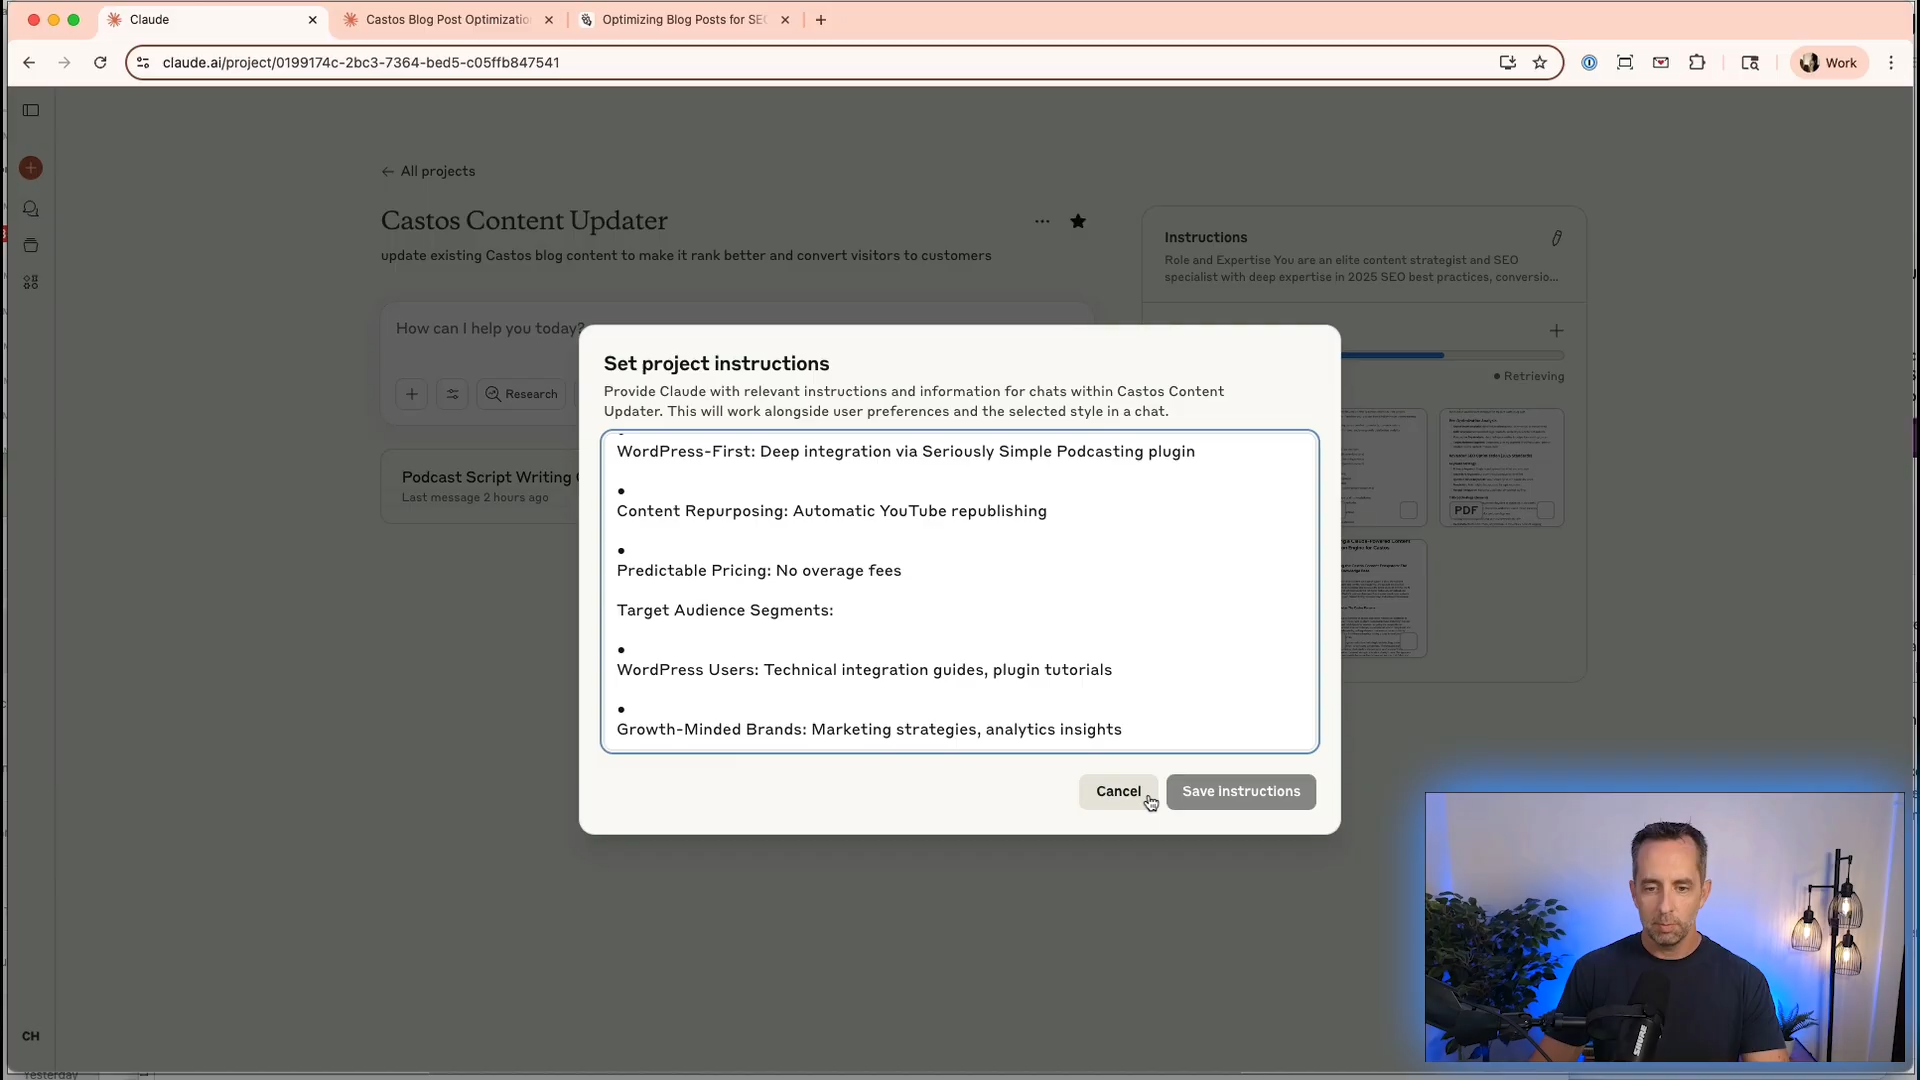 Claude
Castos Blog Post Optimizatio
Optimizing Blog Posts for SE
claude.ai/project/0199174c-2bc3-7364-bed5-c05ffb847541
Work
All projects
Castos Content Updater
update existing Castos blog content to make it rank better and convert visitors to customers
How can I help you today?
Research
Podcast Script Writing
Last message 2 hours ago
Instructions
Role and Expertise You are an elite content strategist and SEO
specialist with deep expertise in 2025 SEO best practices, conversio...
Retrieving
PDF
Set project instructions
Provide Claude with relevant instructions and information for chats within Castos Content
Updater. This will work alongside user preferences and the selected style in a chat.
•
WordPress-First: Deep integration via Seriously Simple Podcasting plugin
•
Content Repurposing: Automatic YouTube republishing
•
Predictable Pricing: No overage fees
Target Audience Segments:
•
WordPress Users: Technical integration guides, plugin tutorials
•
Growth-Minded Brands: Marketing strategies, analytics insights
Cancel
Save instructions
CH
Yesterday
SHURE